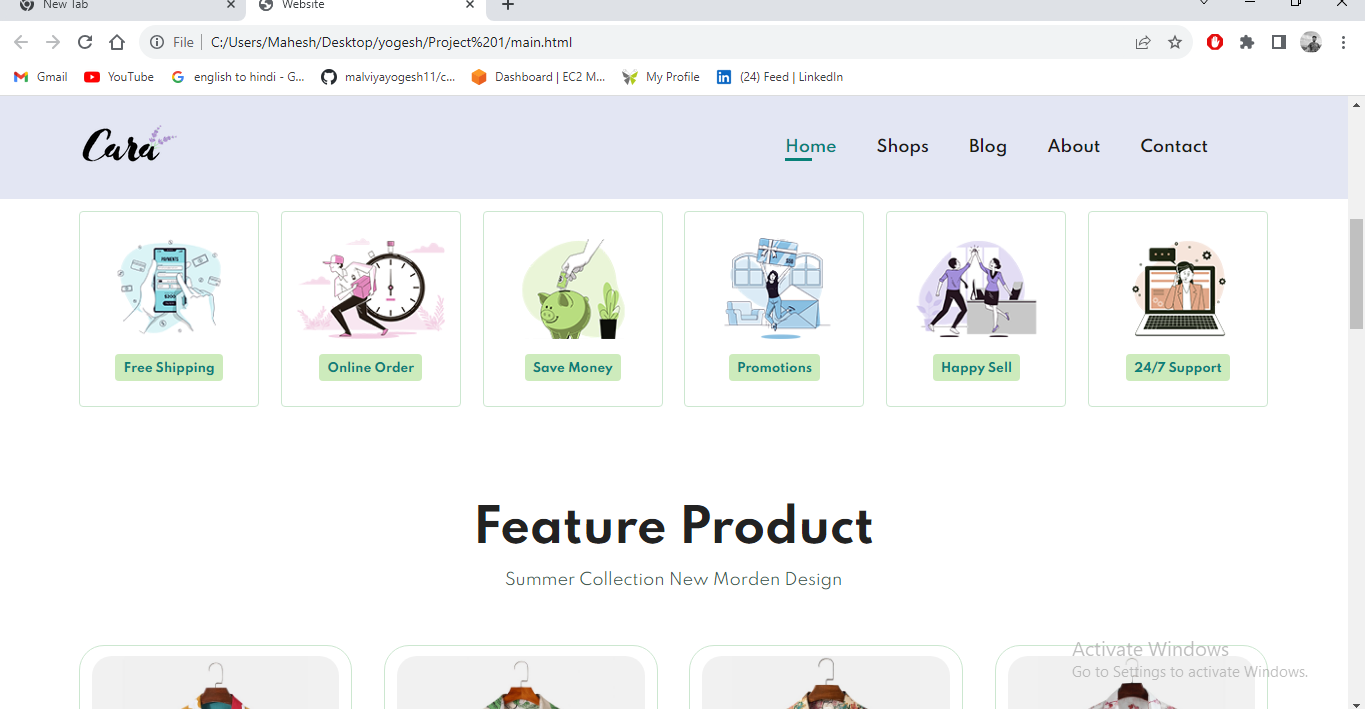 New Tab
Website
File
C:/Users/Mahesh/Desktop/yogesh/Project%201/main.html
Gmail
YouTube
english to hindi - G...
malviyayogesh11/c...
Dashboard | EC2 M...
My Profile
(24) Feed | LinkedIn
Cara
Home
Shops
Blog
About
Contact
PAYMENTS
Free Shipping
Online Order
Save Money
Promotions
Happy Sell
24/7 Support
Feature Product
Summer Collection New Morden Design
Activate Windows
Go to Settings to activate Windows.